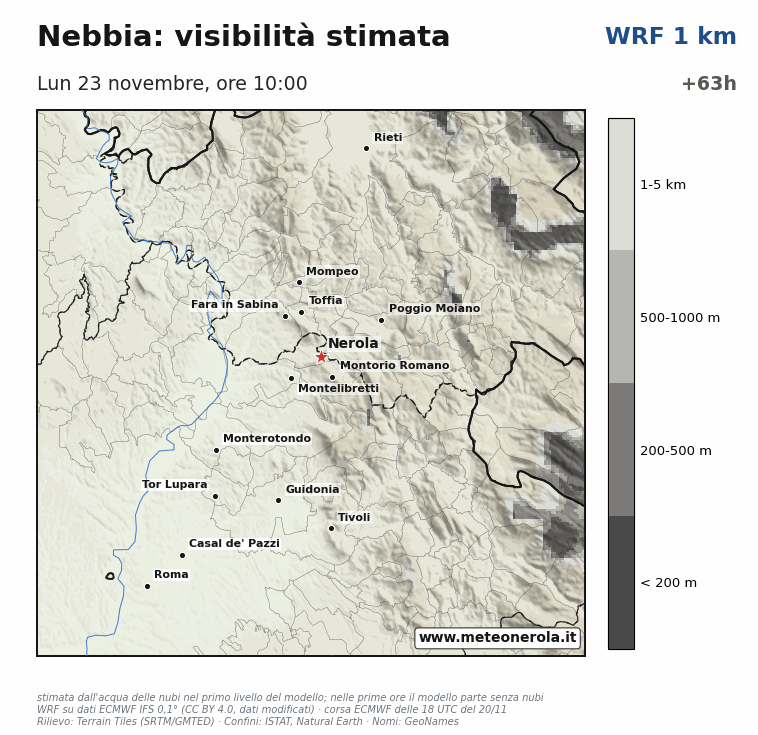 Nebbia: visibilità stimata
WRF 1 km
Lun 23 novembre, ore 10:00
+63h
Rieti
1-5 km
Mompeo
Toffia
Fara in Sabina
Poggio Moiano
500-1000 m
Nerola
Montorio Romano
Montelibretti
Monterotondo
200-500 m
Tor Lupara
Guidonia
Tivoli
Casal de' Pazzi
Roma
< 200 m
www.meteonerola.it
stimata dall'acqua delle nubi nel primo livello del modello; nelle prime ore il modello parte senza nubi
WRF su dati ECMWF IFS 0,1° (CC BY 4.0, dati modificati) · corsa ECMWF delle 18 UTC del 20/11
Rilievo: Terrain Tiles (SRTM/GMTED) · Confini: ISTAT, Natural Earth · Nomi: GeoNames